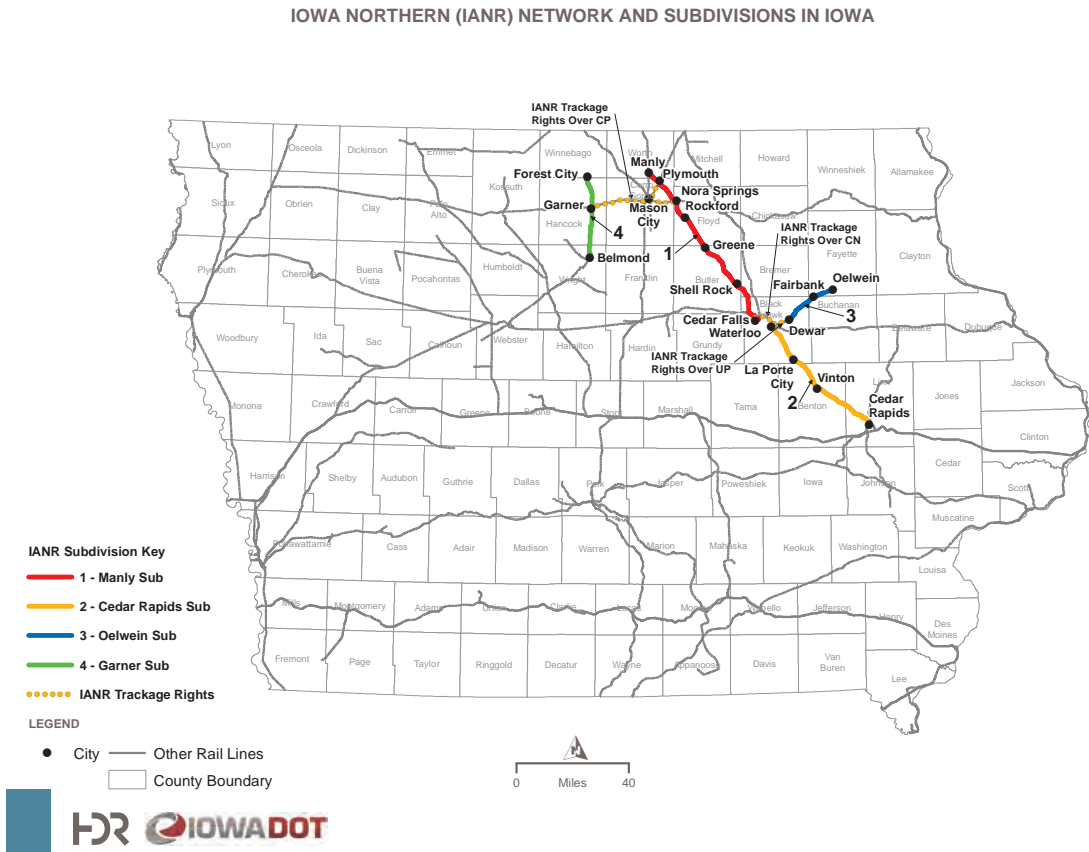 IOWA NORTHERN (IANR) NETWORK AND SUBDIVISIONS IN IOWA
IANR Trackage
Rights Over CP
Lyon
Osceola
Dickinson
Emmet
Winnebago
Worth
Mitchell
Howard
Winneshiek
Allamakee
Manly
Plymouth
Forest City
Kossuth
Nora Springs
Rockford
Sioux
Obrien
Clay
Palo
Alto
Garner
Hancock
Cerro
Gordo
Mason
City
Floyd
Chickasaw
IANR Trackage
Rights Over CN
4
1
Greene
Fayette
Clayton
Belmond
Plymouth
Cherokee
Buena
Vista
Pocahontas
Humboldt
Wright
Franklin
Butler
Bremer
Shell Rock
Fairbank
Oelwein
Black
Hawk
Buchanan
3
Cedar Falls
Waterloo
Dewar
Delaware
Dubuque
Woodbury
Ida
Sac
Calhoun
Webster
Hamilton
Hardin
Grundy
IANR Trackage
Rights Over UP
La Porte
City
Vinton
2
Benton
Linn
Cedar
Rapids
Jones
Jackson
Monona
Crawford
Carroll
Greene
Boone
Story
Marshall
Tama
Clinton
Harrison
Shelby
Audubon
Guthrie
Dallas
Polk
Jasper
Poweshiek
Iowa
Johnson
Cedar
Scott
Muscatine
Pottawattamie
Cass
Adair
Madison
Warren
Marion
Mahaska
Keokuk
Washington
Louisa
Mills
Montgomery
Adams
Union
Clarke
Lucas
Monroe
Wapello
Jefferson
Henry
Des
Moines
Fremont
Page
Taylor
Ringgold
Decatur
Wayne
Appanoose
Davis
Van
Buren
Lee
IANR Subdivision Key
1 - Manly Sub
2 - Cedar Rapids Sub
3 - Oelwein Sub
4 - Garner Sub
IANR Trackage Rights
LEGEND
City
Other Rail Lines
County Boundary
N
0 Miles 40
HDR
IOWADOT